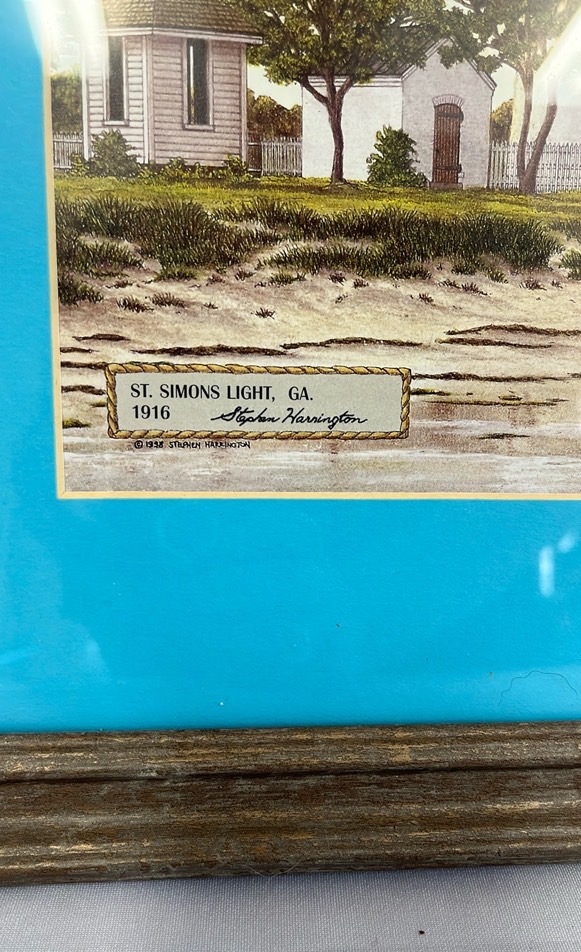 ST. SIMONS LIGHT, GA.
1916 Stephen Harrington
© 1998 STEPHEN HARRINGTON